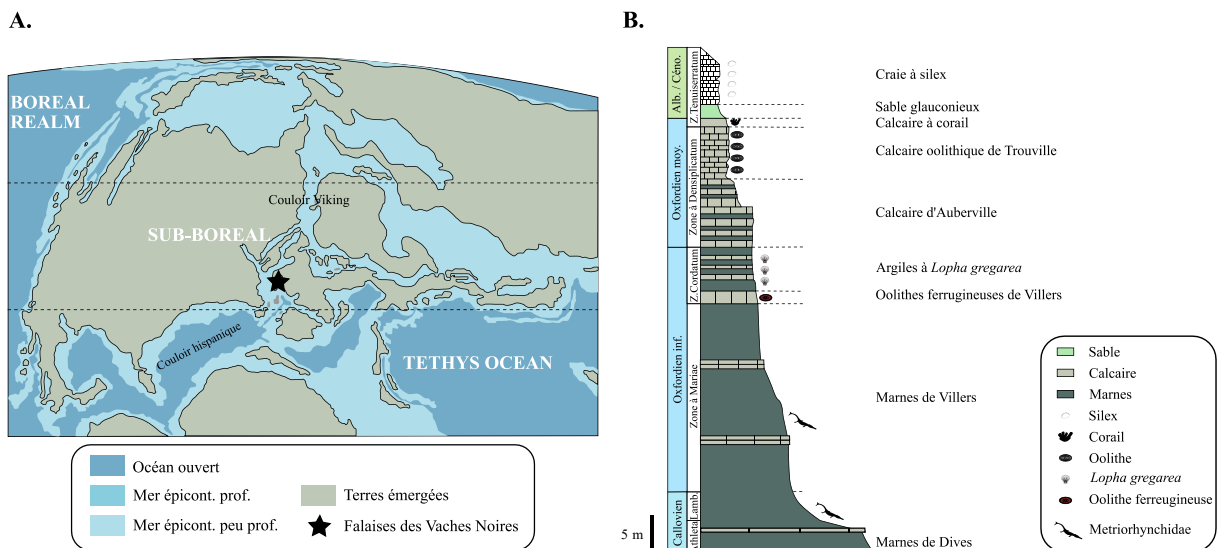 A.
BOREAL
REALM
Couloir Viking
SUB-BOREAL
Couloir hispanique
TETHYS OCEAN
Océan ouvert
Mer épicont. prof.
Mer épicont. peu prof.
Terres émergées
Falaises des Vaches Noires
B.
Alb. / Céno.
Z.Tenuiserratum
Oxfordien moy.
Zone à Densiplicatum
Oxfordien inf.
Z.Cordatum
Zone à Mariae
Callovien
Lamb.
Athleta
Craie à silex
Sable glauconieux
Calcaire à corail
Calcaire oolithique de Trouville
Calcaire d'Auberville
Argiles à Lopha gregarea
Oolithes ferrugineuses de Villers
Marnes de Villers
Marnes de Dives
5 m
Sable
Calcaire
Marnes
Silex
Corail
Oolithe
Lopha gregarea
Oolithe ferreugineuse
Metriorhynchidae